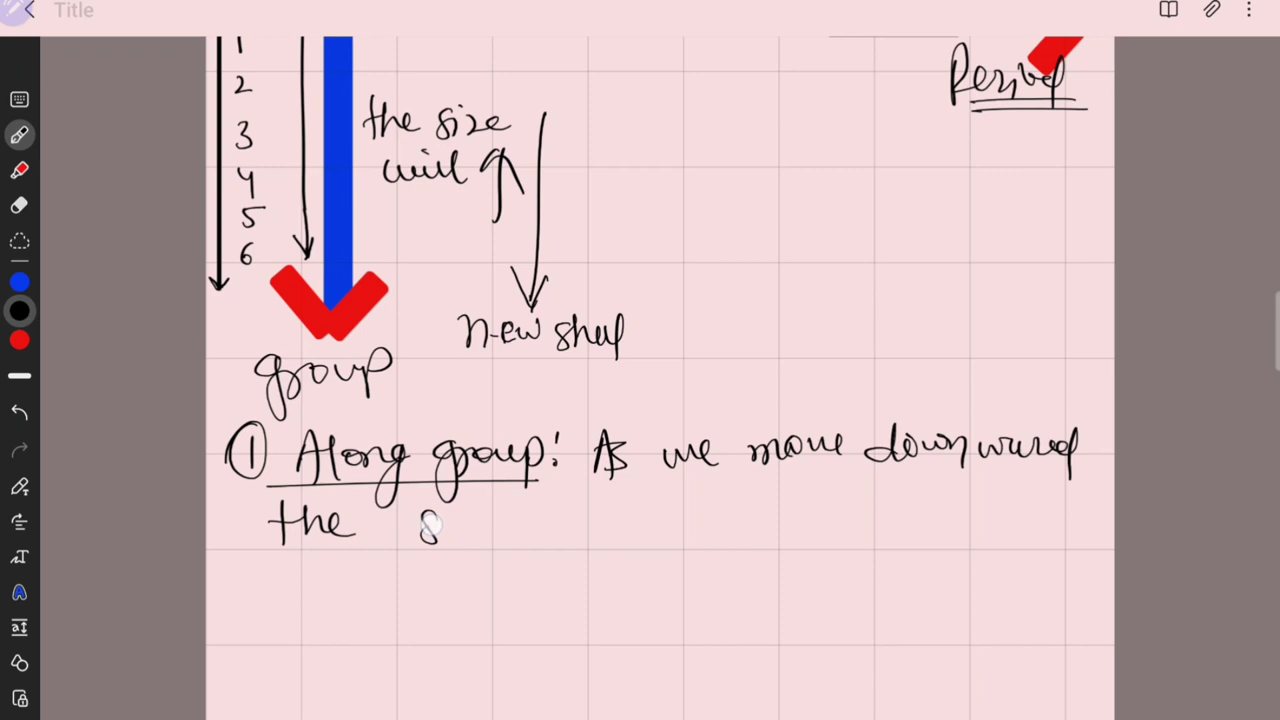 Title
1
2
3
4
5
6
the size
will ↑
Period
new shel
group
① Along group: As we move downward
the s